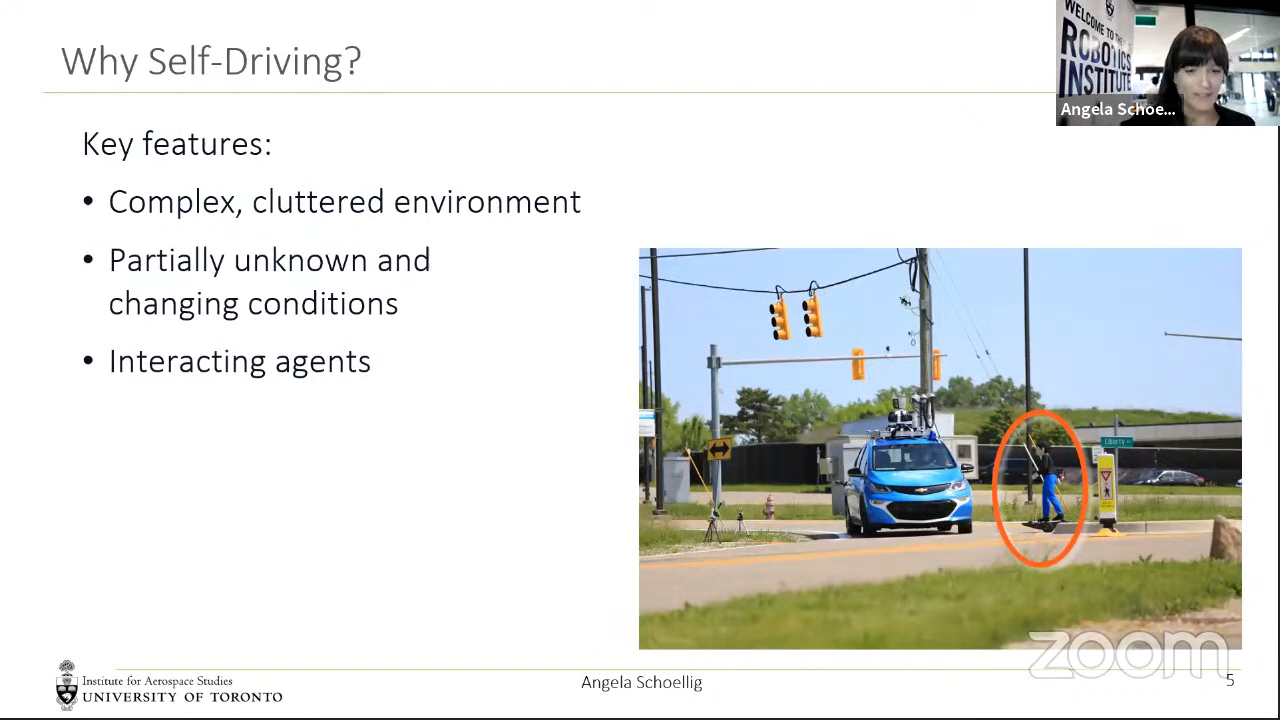 Why Self-Driving?
WELCOME TO THE
ROBOTICS
INSTITUTE
Angela Schoe...
Key features:
• Complex, cluttered environment
• Partially unknown and
changing conditions
• Interacting agents
Liberty
zoom
Institute for Aerospace Studies
UNIVERSITY OF TORONTO
Angela Schoellig
5